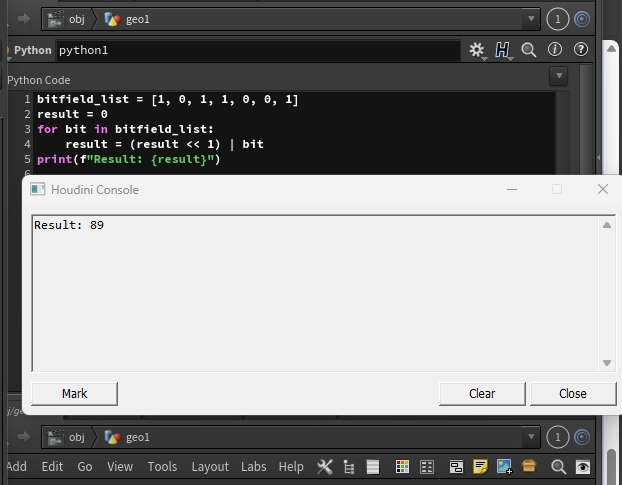 obj geo1 1
Python python1
Python Code
1 bitfield_list = [1, 0, 1, 1, 0, 0, 1]
2 result = 0
3 for bit in bitfield_list:
4     result = (result << 1) | bit
5 print(f"Result: {result}")
Houdini Console
Result: 89
Mark Clear Close
obj geo1 1
Add Edit Go View Tools Layout Labs Help